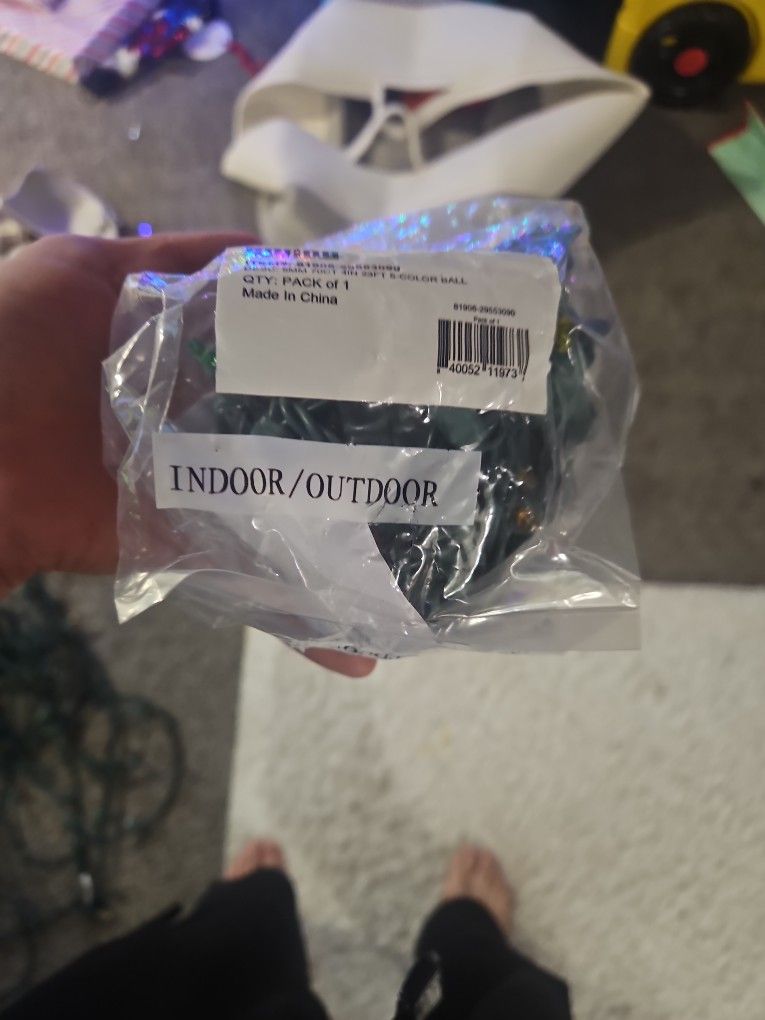 QTY: PACK of 1
Made In China
81906-29553090
Pack of 1
40052 11973
INDOOR/OUTDOOR